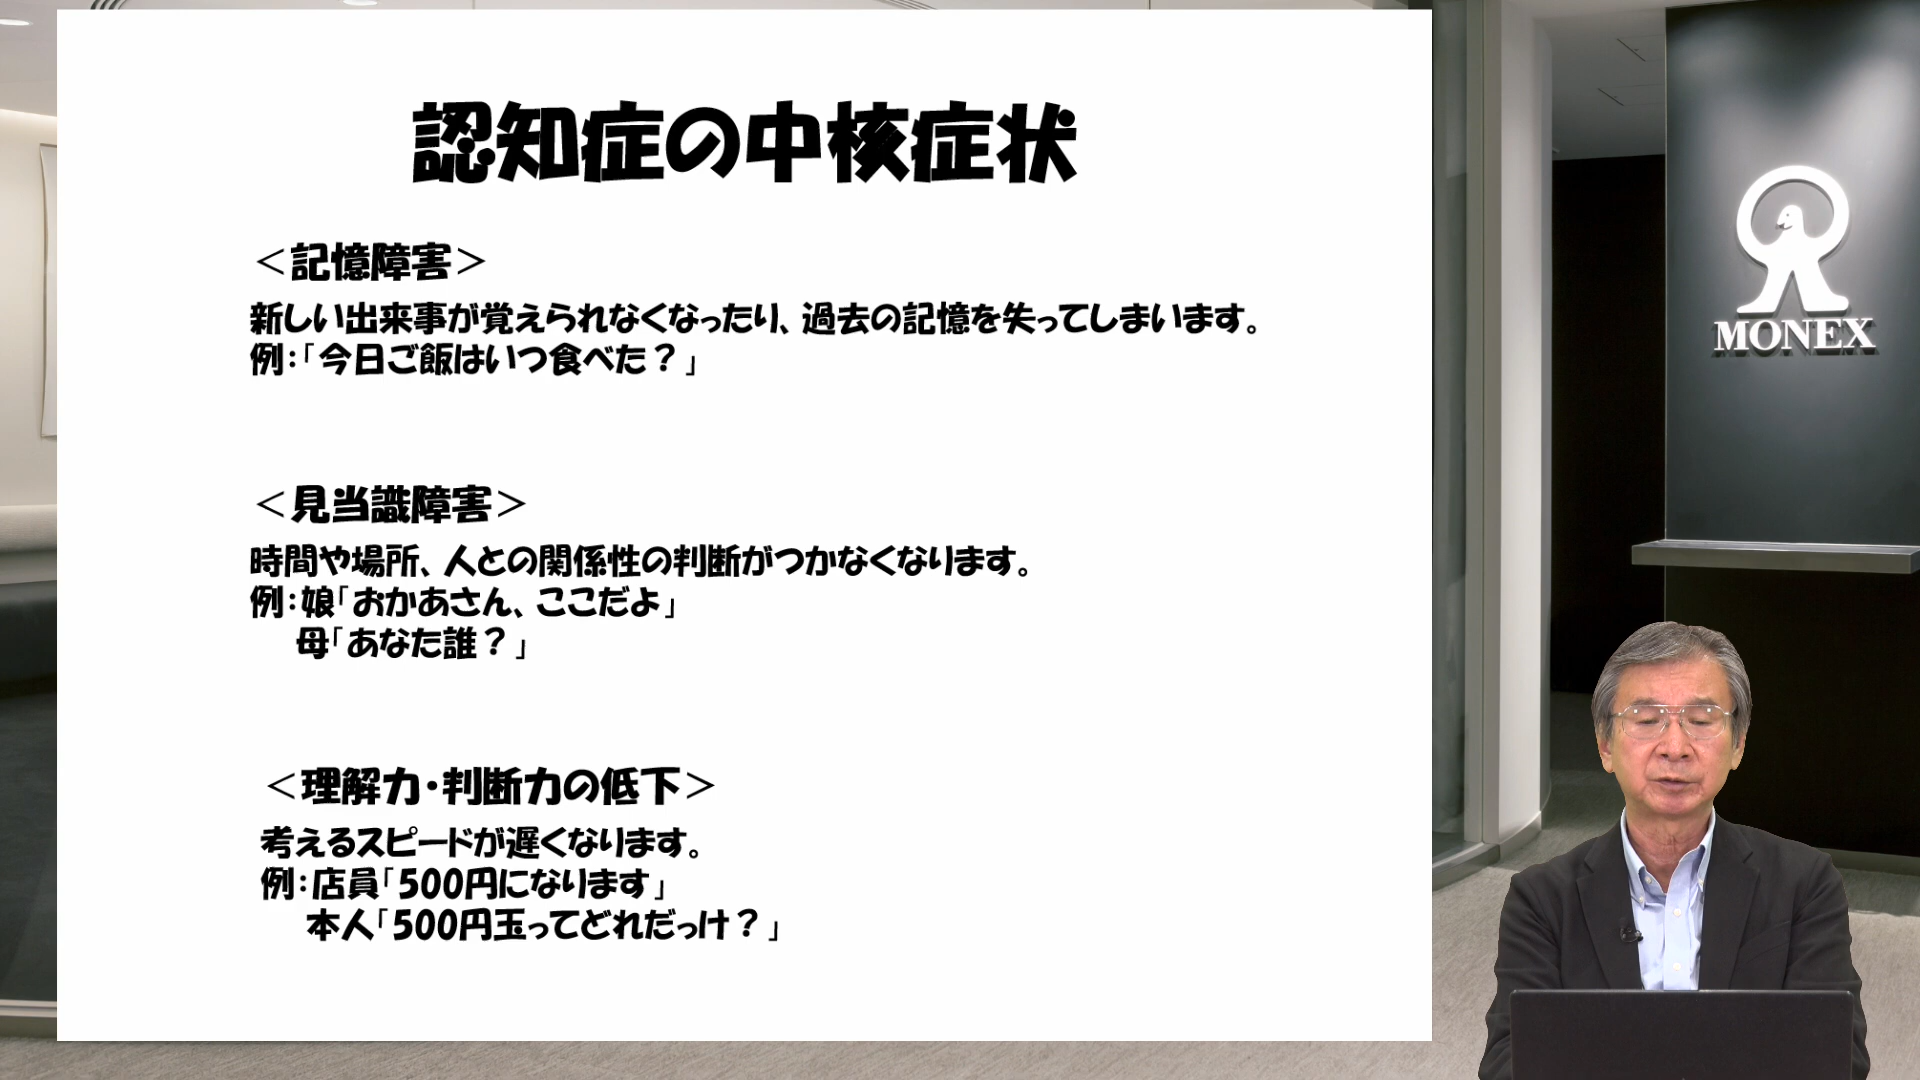 認知症の中核症状
＜記憶障害＞
新しい出来事が覚えられなくなったり、過去の記憶を失ってしまいます。
例：「今日ご飯はいつ食べた？」
＜見当識障害＞
時間や場所、人との関係性の判断がつかなくなります。
例：娘「おかあさん、ここだよ」
母「あなた誰？」
＜理解力・判断力の低下＞
考えるスピードが遅くなります。
例：店員「500円になります」
本人「500円玉ってどれだっけ？」
MONEX